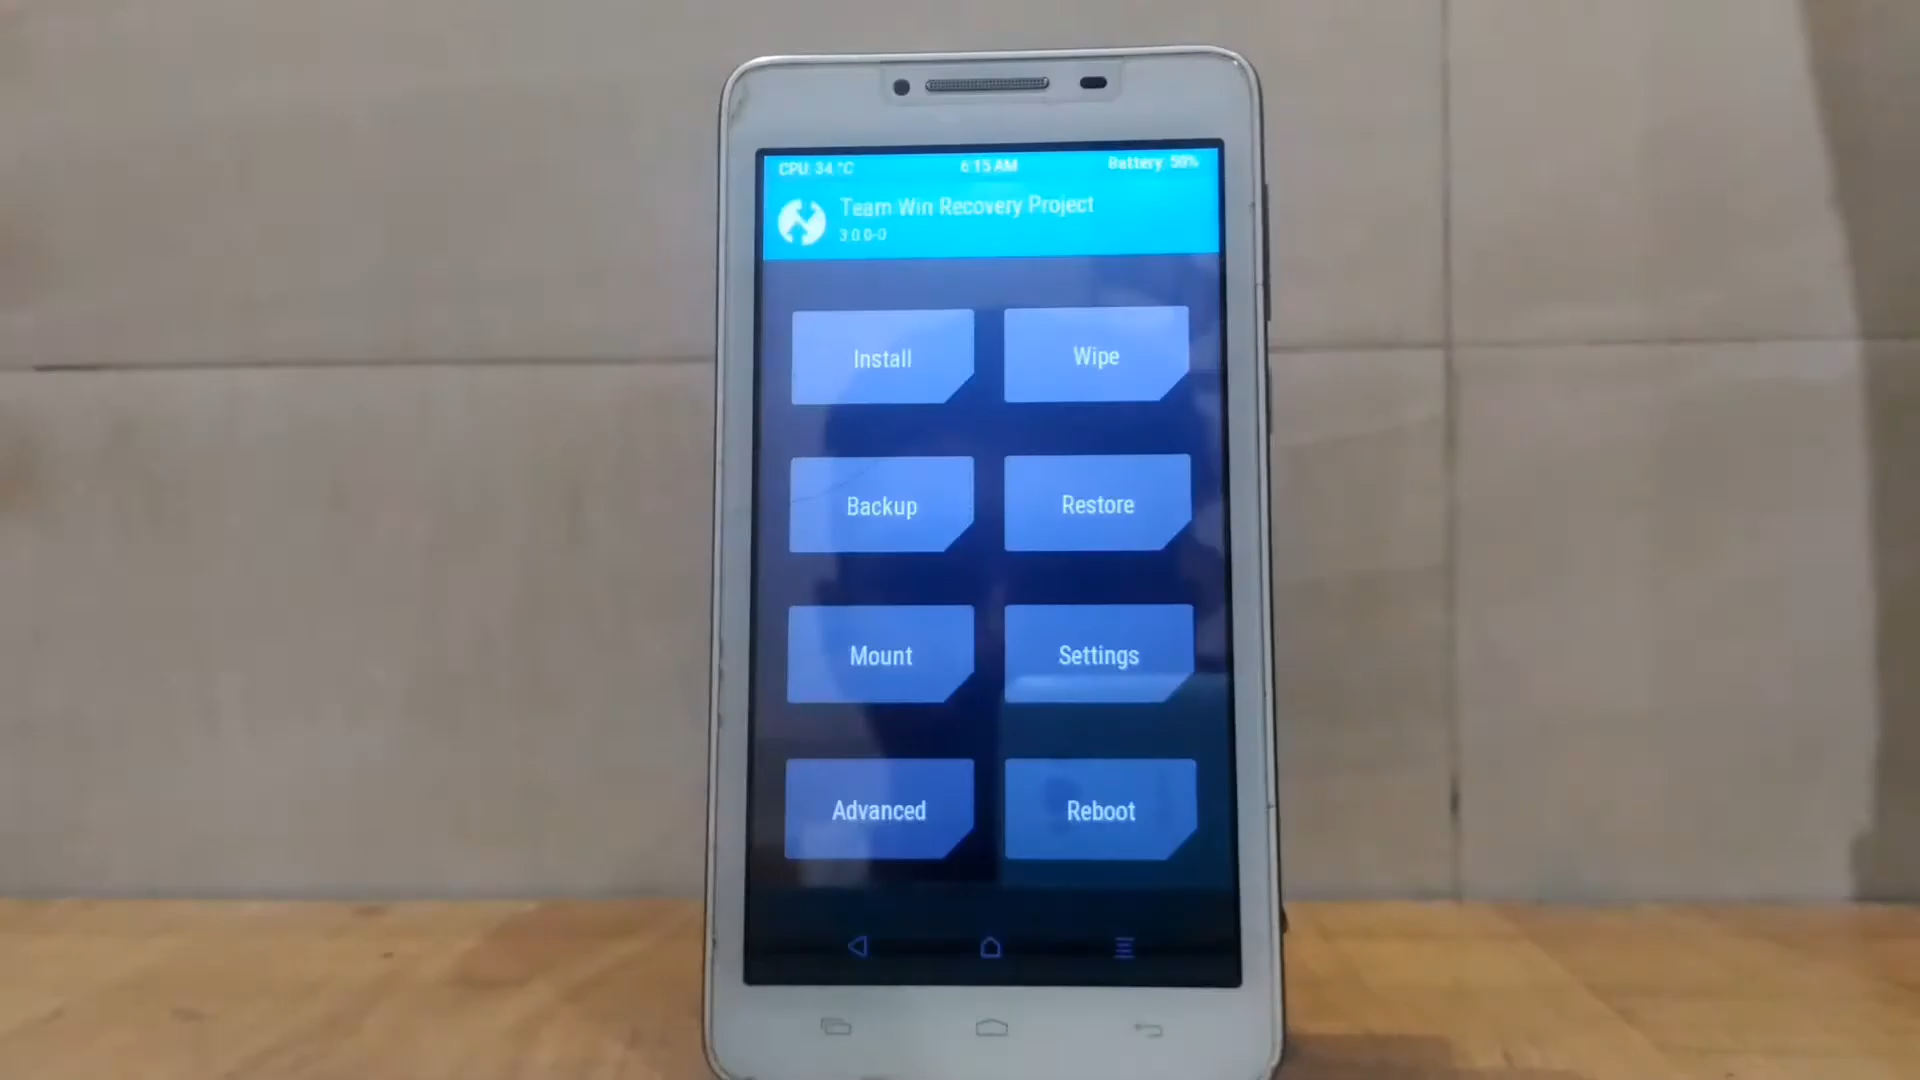 CPU: 34 °C 6:15 AM Battery: 50%
Team Win Recovery Project
3.0.0-0
Install Wipe
Backup Restore
Mount Settings
Advanced Reboot